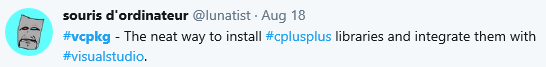 souris d'ordinateur @lunatist · Aug 18
#vcpkg - The neat way to install #cplusplus libraries and integrate them with
#visualstudio.